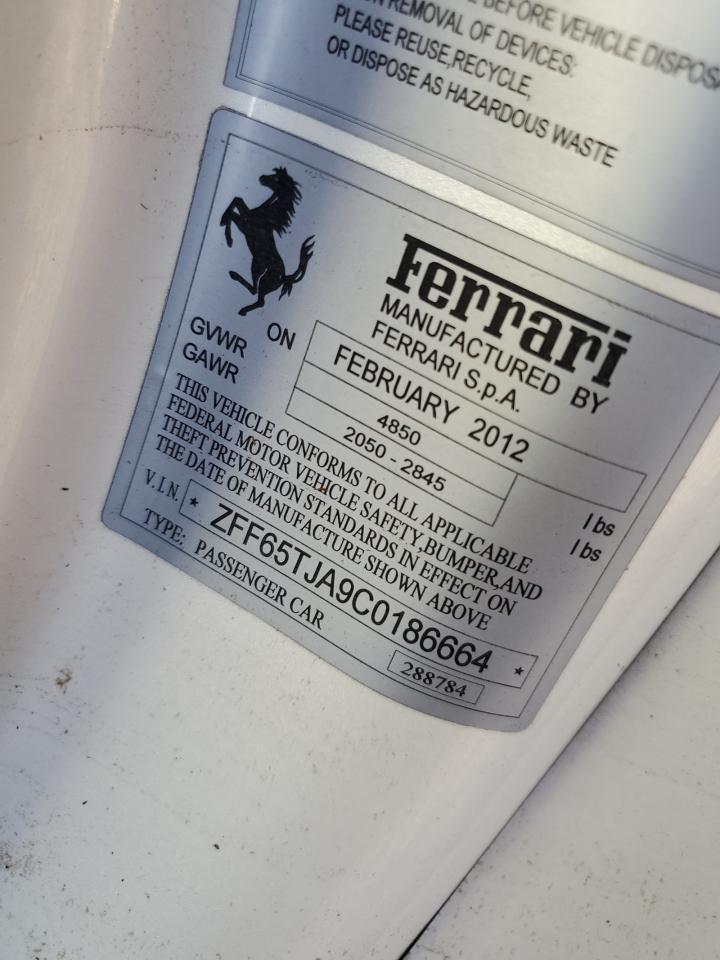 BEFORE VEHICLE DISPOSA
REMOVAL OF DEVICES:
PLEASE REUSE,RECYCLE,
OR DISPOSE AS HAZARDOUS WASTE
Ferrari
MANUFACTURED BY
FERRARI S.p.A.
ON FEBRUARY 2012
GVWR 4850 lbs
GAWR 2050 - 2845 lbs
THIS VEHICLE CONFORMS TO ALL APPLICABLE
FEDERAL MOTOR VEHICLE SAFETY,BUMPER,AND
THEFT PREVENTION STANDARDS IN EFFECT ON
THE DATE OF MANUFACTURE SHOWN ABOVE
V.I.N. * ZFF65TJA9C0186664 *
TYPE: PASSENGER CAR
288784